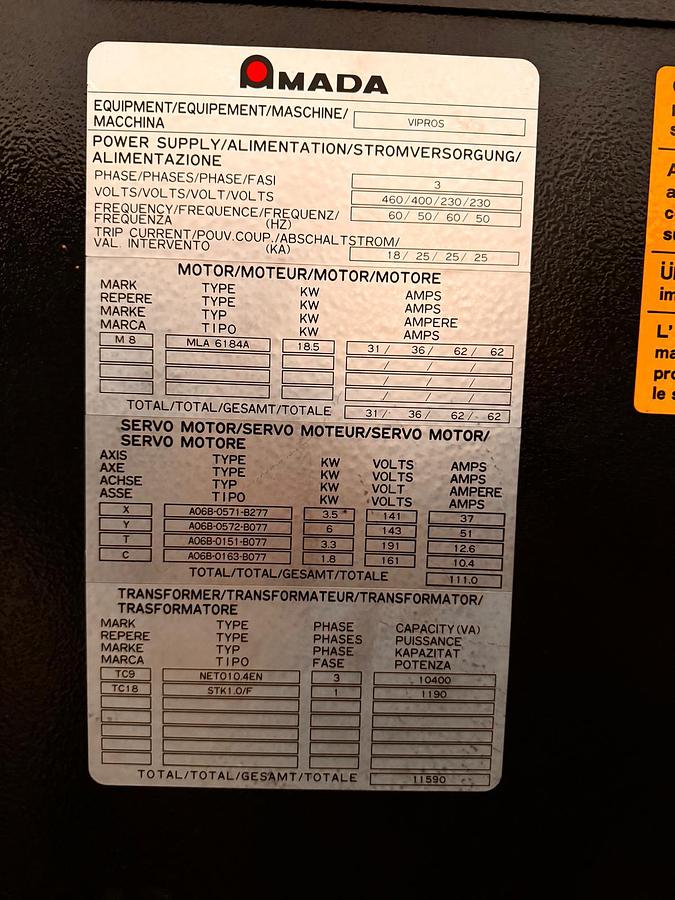 AMADA
EQUIPMENT/EQUIPEMENT/MASCHINE/
MACCHINA
VIPROS
POWER SUPPLY/ALIMENTATION/STROMVERSORGUNG/
ALIMENTAZIONE
PHASE/PHASES/PHASE/FASI 3
VOLTS/VOLTS/VOLT/VOLTS 460/400/230/230
FREQUENCY/FREQUENCE/FREQUENZ/
FREQUENZA (HZ) 60/ 50/ 60/ 50
TRIP CURRENT/POUV.COUP./ABSCHALTSTROM/
VAL. INTERVENTO (KA) 18/ 25/ 25/ 25
MOTOR/MOTEUR/MOTOR/MOTORE
MARK TYPE KW AMPS
REPERE TYPE KW AMPS
MARKE TYP KW AMPERE
MARCA TIPO KW AMPS
M 8 MLA 6184A 18.5 31/ 36/ 62/ 62
/ / /
/ / /
/ / /
TOTAL/TOTAL/GESAMT/TOTALE 31/ 36/ 62/ 62
SERVO MOTOR/SERVO MOTEUR/SERVO MOTOR/
SERVO MOTORE
AXIS TYPE KW VOLTS AMPS
AXE TYPE KW VOLTS AMPS
ACHSE TYP KW VOLT AMPERE
ASSE TIPO KW VOLTS AMPS
X A06B-0571-B277 3.5 141 37
Y A06B-0572-B077 6 143 51
T A06B-0151-B077 3.3 191 12.6
C A06B-0163-B077 1.8 161 10.4
TOTAL/TOTAL/GESAMT/TOTALE 111.0
TRANSFORMER/TRANSFORMATEUR/TRANSFORMATOR/
TRASFORMATORE
MARK TYPE PHASE CAPACITY(VA)
REPERE TYPE PHASES PUISSANCE
MARKE TYP PHASE KAPAZITAT
MARCA TIPO FASE POTENZA
TC9 NET010.4EN 3 10400
TC18 STK1.0/F 1 1190
TOTAL/TOTAL/GESAMT/TOTALE 11590
L'
le